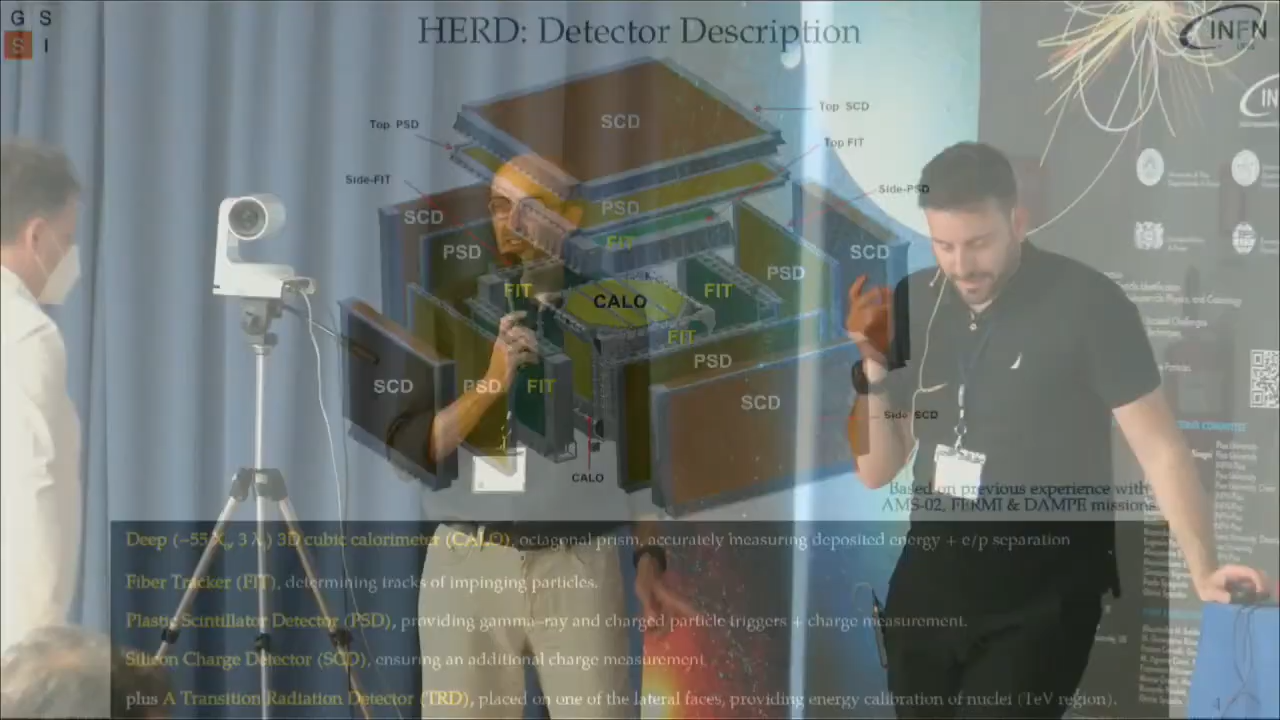 G S
S I
HERD: Detector Description
INFN
SCD
Top SCD
Top PSD
Top FIT
Side-FIT
Side-PSD
SCD
PSD
FIT
PSD
FIT
CALO
FIT
PSD
SCD
FIT
PSD
SCD
PSD
FIT
SCD
Side SCD
CALO
Based on previous experience with
AMS-02, FERMI & DAMPE missions.
Deep (~55 X₀, 3 λ) 3D cubic calorimeter (CALO), octagonal prism, accurately measuring deposited energy + e/p separation
Fiber Tracker (FIT), determining tracks of impinging particles.
Plastic Scintillator Detector (PSD), providing gamma-ray and charged particle triggers + charge measurement.
Silicon Charge Detector (SCD), ensuring an additional charge measurement
plus A Transition Radiation Detector (TRD), placed on one of the lateral faces, providing energy calibration of nuclei (TeV region).
4